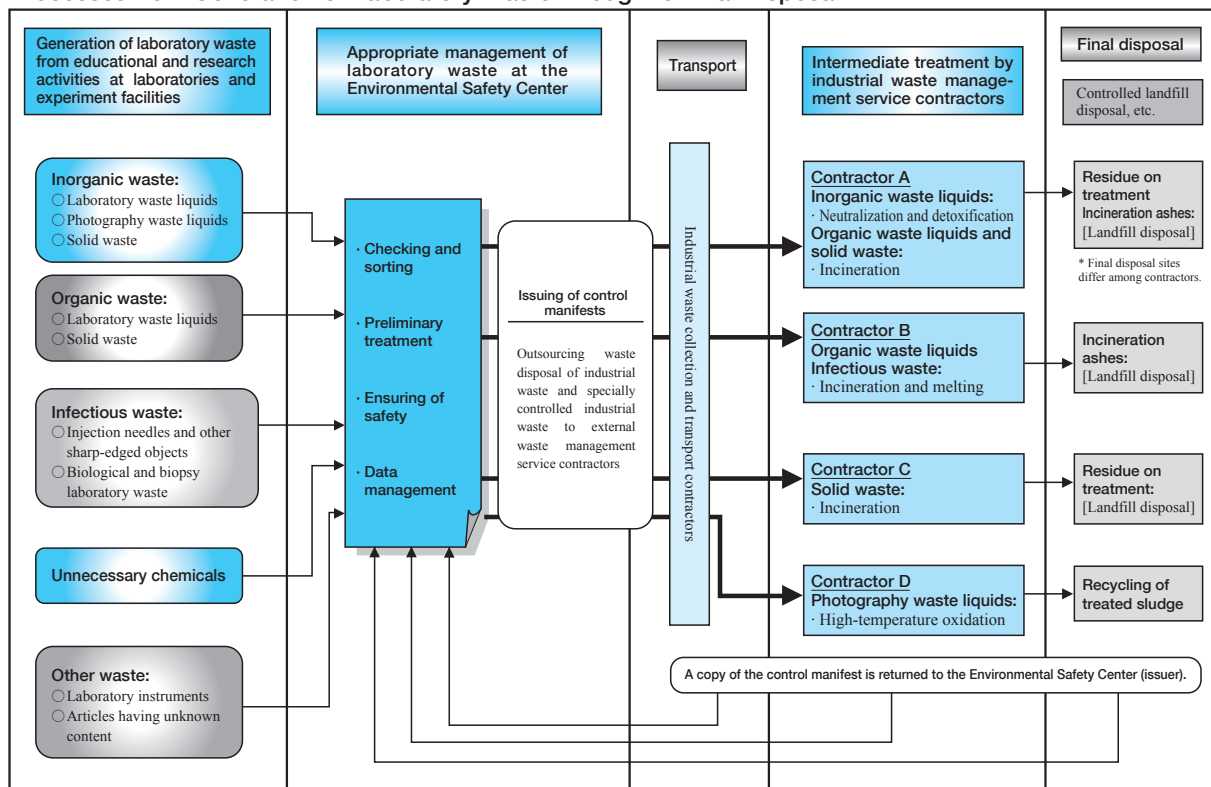 Generation of laboratory waste
from educational and research
activities at laboratories and
experiment facilities
Appropriate management of
laboratory waste at the
Environmental Safety Center
Transport
Intermediate treatment by
industrial waste manage-
ment service contractors
Final disposal
Controlled landfill
disposal, etc.
Inorganic waste:
○Laboratory waste liquids
○Photography waste liquids
○Solid waste
Organic waste:
○Laboratory waste liquids
○Solid waste
Infectious waste:
○Injection needles and other
sharp-edged objects
○Biological and biopsy
laboratory waste
Unnecessary chemicals
Other waste:
○Laboratory instruments
○Articles having unknown
content
· Checking and
sorting
· Preliminary
treatment
· Ensuring of
safety
· Data
management
Issuing of control
manifests
Outsourcing waste
disposal of industrial
waste and specially
controlled industrial
waste to external
waste management
service contractors
Industrial waste collection and transport contractors
Contractor A
Inorganic waste liquids:
· Neutralization and detoxification
Organic waste liquids and
solid waste:
· Incineration
Contractor B
Organic waste liquids
Infectious waste:
· Incineration and melting
Contractor C
Solid waste:
· Incineration
Contractor D
Photography waste liquids:
· High-temperature oxidation
Residue on
treatment
Incineration ashes:
[Landfill disposal]
* Final disposal sites
differ among contractors.
Incineration
ashes:
[Landfill disposal]
Residue on
treatment:
[Landfill disposal]
Recycling of
treated sludge
A copy of the control manifest is returned to the Environmental Safety Center (issuer).